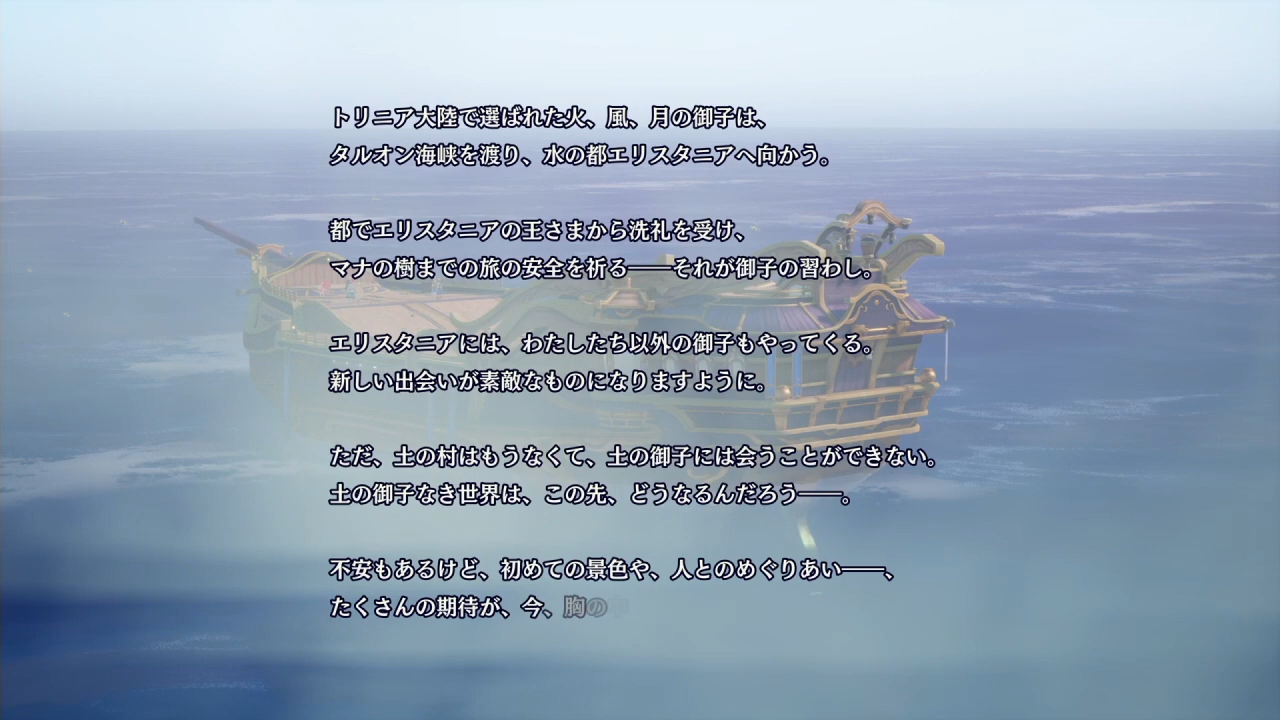 トリニア大陸で選ばれた火、風、月の御子は、
タルオン海峡を渡り、水の都エリスタニアへ向かう。
都でエリスタニアの王さまから洗礼を受け、
マナの樹までの旅の安全を祈る――それが御子の習わし。
エリスタニアには、わたしたち以外の御子もやってくる。
新しい出会いが素敵なものになりますように。
ただ、土の村はもうなくて、土の御子には会うことができない。
土の御子なき世界は、この先、どうなるんだろう――。
不安もあるけど、初めての景色や、人とのめぐりあい――、
たくさんの期待が、今、胸の